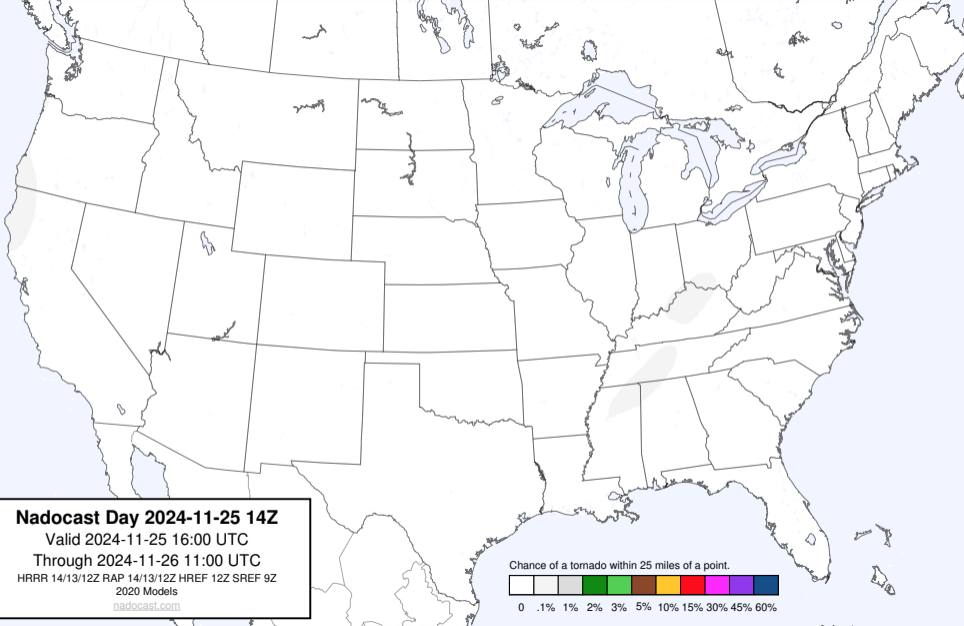 Nadocast Day 2024-11-25 14Z
Valid 2024-11-25 16:00 UTC
Through 2024-11-26 11:00 UTC
HRRR 14/13/12Z RAP 14/13/12Z HREF 12Z SREF 9Z
2020 Models
nadocast.com
Chance of a tornado within 25 miles of a point.
0 .1% 1% 2% 3% 5% 10% 15% 30% 45% 60%